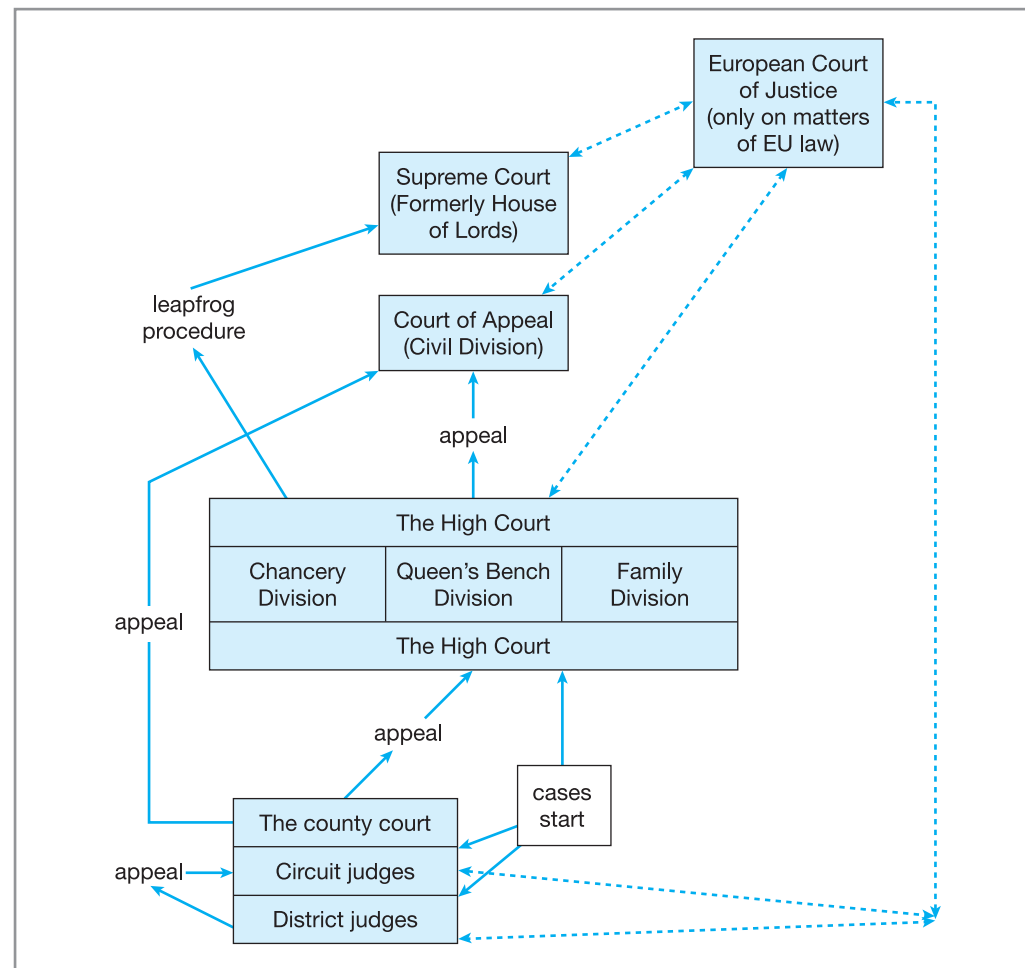 European Court
of Justice
(only on matters
of EU law)
Supreme Court
(Formerly House
of Lords)
leapfrog
procedure
Court of Appeal
(Civil Division)
appeal
The High Court
Chancery
Division
Queen’s Bench
Division
Family
Division
appeal
The High Court
appeal
cases
start
The county court
appeal
Circuit judges
District judges